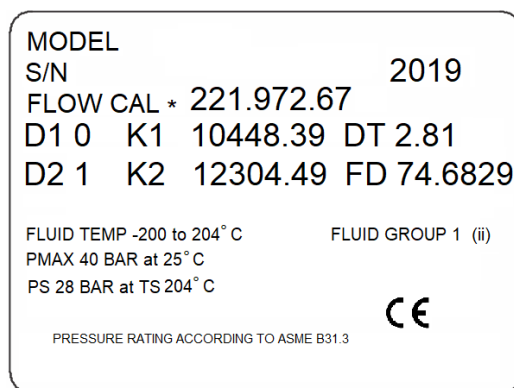 MODEL
S/N 2019
FLOW CAL * 221.972.67
D1 0 K1 10448.39 DT 2.81
D2 1 K2 12304.49 FD 74.6829
FLUID TEMP -200 to 204°C FLUID GROUP 1 (ii)
PMAX 40 BAR at 25°C
PS 28 BAR at TS 204°C
CE
PRESSURE RATING ACCORDING TO ASME B31.3